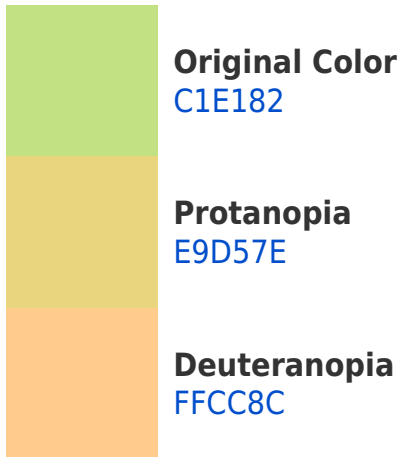 Original Color
C1E182
Protanopia
E9D57E
Deuteranopia
FFCC8C